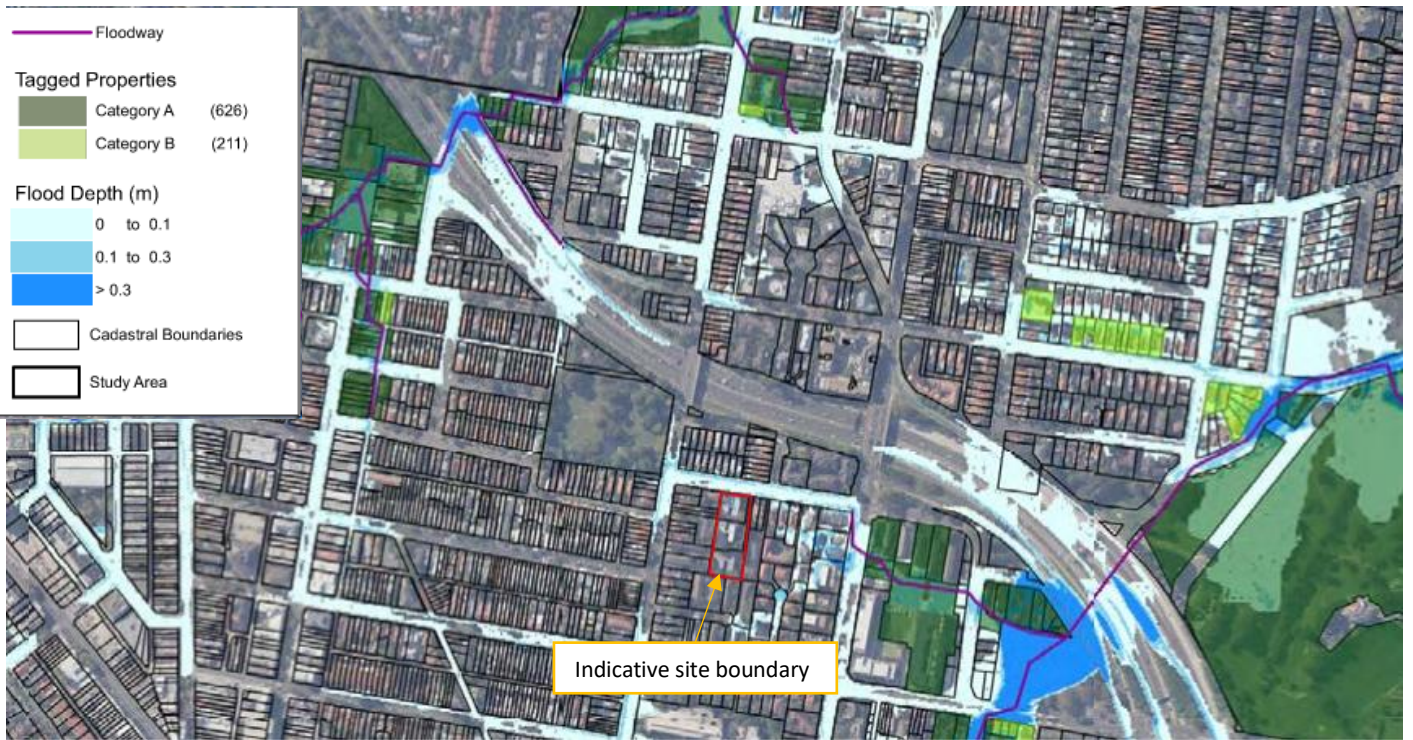 Floodway
Tagged Properties
Category A (626)
Category B (211)
Flood Depth (m)
0 to 0.1
0.1 to 0.3
> 0.3
Cadastral Boundaries
Study Area
Indicative site boundary